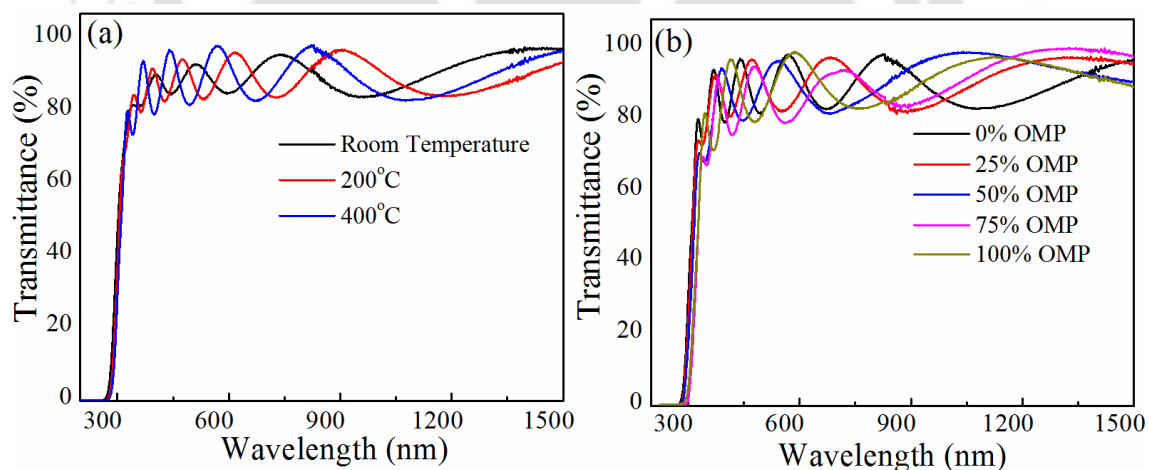 (a)
Transmittance (%)
100
80
60
40
20
0
Room Temperature
200°C
400°C
300 600 900 1200 1500
Wavelength (nm)
(b)
Transmittance (%)
100
80
60
40
20
0
0% OMP
25% OMP
50% OMP
75% OMP
100% OMP
300 600 900 1200 1500
Wavelength (nm)